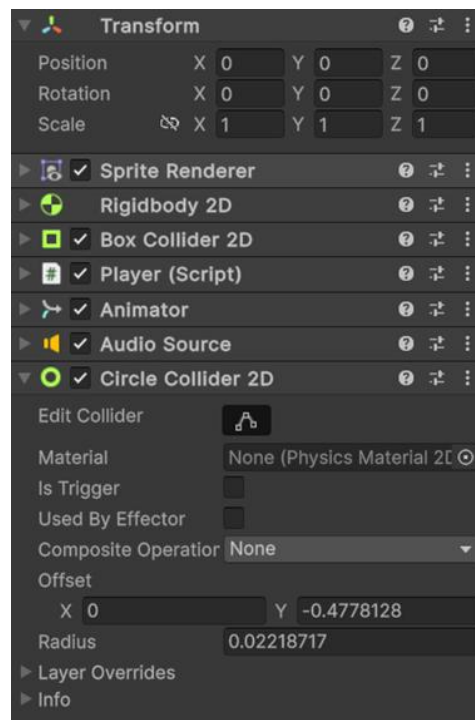 Transform
Position X 0 Y 0 Z 0
Rotation X 0 Y 0 Z 0
Scale X 1 Y 1 Z 1
Sprite Renderer
Rigidbody 2D
Box Collider 2D
# Player (Script)
Animator
Audio Source
Circle Collider 2D
Edit Collider
Material None (Physics Material 2D
Is Trigger
Used By Effector
Composite Operation None
Offset
X 0 Y -0.4778128
Radius 0.02218717
Layer Overrides
Info